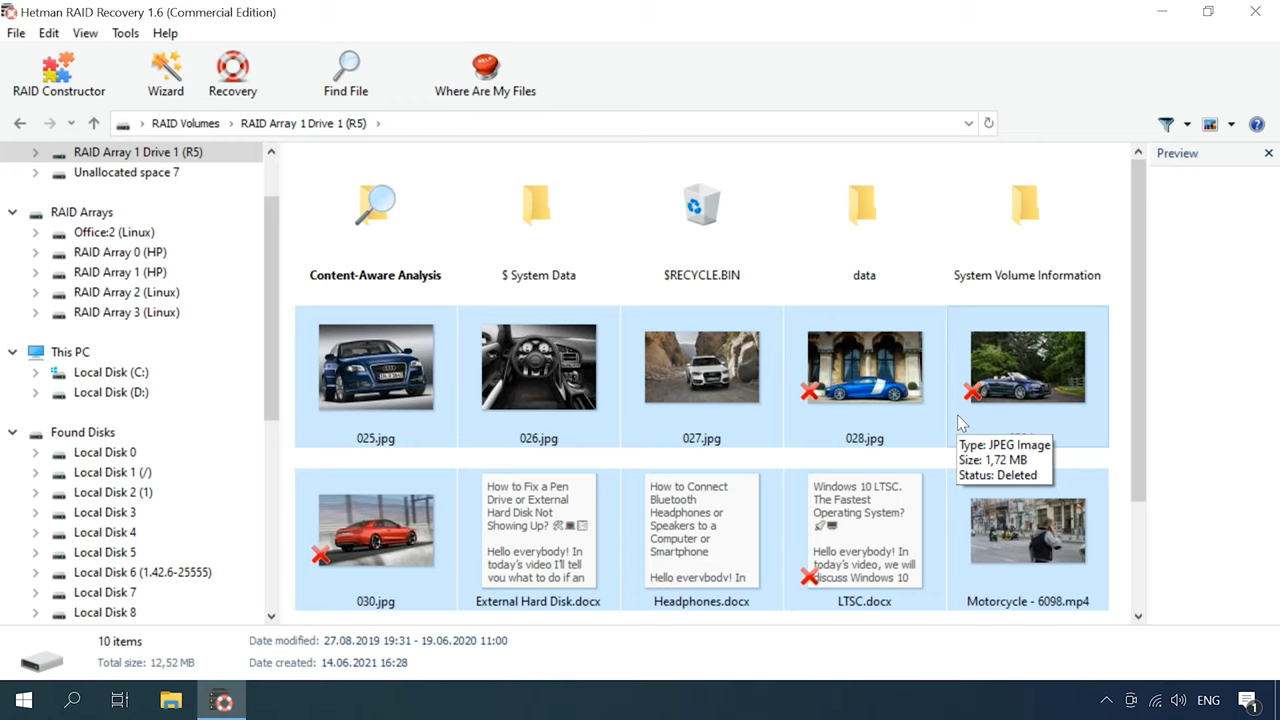 Hetman RAID Recovery 1.6 (Commercial Edition)
File Edit View Tools Help
RAID Constructor
Wizard
Recovery
Find File
Where Are My Files
RAID Volumes
RAID Array 1 Drive 1 (R5)
RAID Array 1 Drive 1 (R5)
Unallocated space 7
RAID Arrays
Office:2 (Linux)
RAID Array 0 (HP)
RAID Array 1 (HP)
RAID Array 2 (Linux)
RAID Array 3 (Linux)
This PC
Local Disk (C:)
Local Disk (D:)
Found Disks
Local Disk 0
Local Disk 1 (/)
Local Disk 2 (1)
Local Disk 3
Local Disk 4
Local Disk 5
Local Disk 6 (1.42.6-25555)
Local Disk 7
Local Disk 8
Content-Aware Analysis
$ System Data
$RECYCLE.BIN
data
System Volume Information
025.jpg
026.jpg
027.jpg
028.jpg
Type: JPEG Image
Size: 1,72 MB
Status: Deleted
030.jpg
How to Fix a Pen
Drive or External
Hard Disk Not
Showing Up?
Hello everybody! In
today's video I'll tell
you what to do if an
External Hard Disk.docx
How to Connect
Bluetooth
Headphones or
Speakers to a
Computer or
Smartphone
Hello everybody! In
Headphones.docx
Windows 10 LTSC.
The Fastest
Operating System?
Hello everybody! In
today's video, we will
discuss Windows 10
LTSC.docx
Motorcycle - 6098.mp4
Preview
10 items
Total size: 12,52 MB
Date modified: 27.08.2019 19:31 - 19.06.2020 11:00
Date created: 14.06.2021 16:28
ENG
1